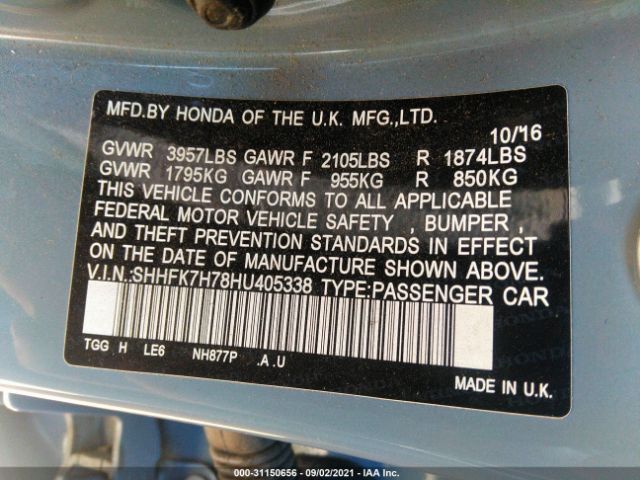 MFD.BY HONDA OF THE U.K. MFG.,LTD.
10/16
GVWR 3957LBS GAWR F 2105LBS R 1874LBS
GVWR 1795KG GAWR F 955KG R 850KG
THIS VEHICLE CONFORMS TO ALL APPLICABLE
FEDERAL MOTOR VEHICLE SAFETY , BUMPER ,
AND THEFT PREVENTION STANDARDS IN EFFECT
ON THE DATE OF MANUFACTURE SHOWN ABOVE.
V.I.N.:SHHFK7H78HU405338 TYPE:PASSENGER CAR
TGG H LE6 NH877P .A .U
MADE IN U.K.
000-31150656 - 09/02/2021 - IAA Inc.